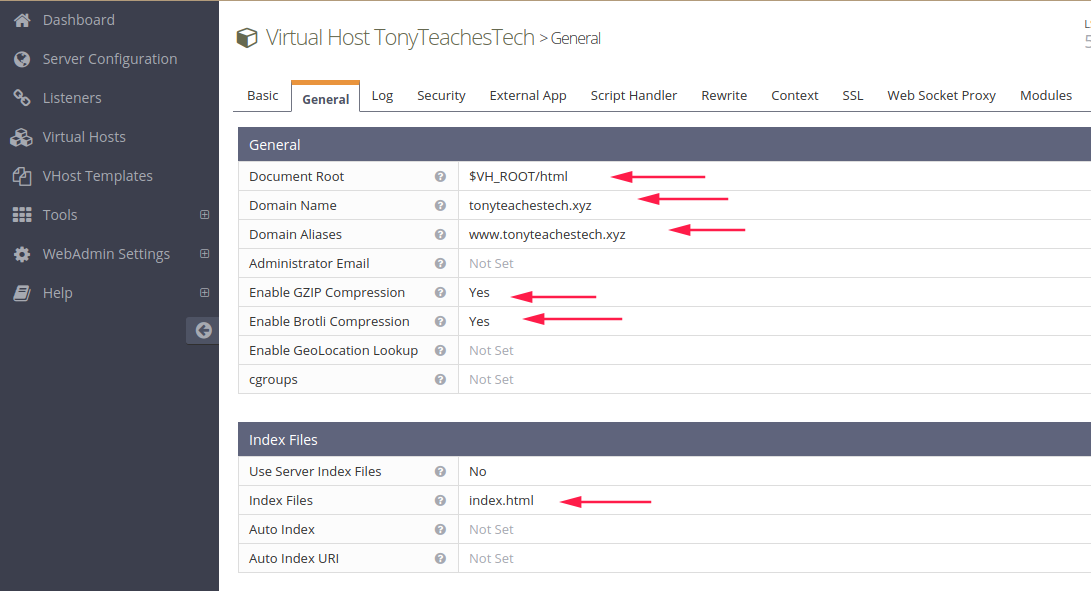 Dashboard
Server Configuration
Listeners
Virtual Hosts
VHost Templates
Tools
WebAdmin Settings
Help
Virtual Host TonyTeachesTech > General
Basic General Log Security External App Script Handler Rewrite Context SSL Web Socket Proxy Modules
General
Document Root $VH_ROOT/html
Domain Name tonyteachestech.xyz
Domain Aliases www.tonyteachestech.xyz
Administrator Email Not Set
Enable GZIP Compression Yes
Enable Brotli Compression Yes
Enable GeoLocation Lookup Not Set
cgroups Not Set
Index Files
Use Server Index Files No
Index Files index.html
Auto Index Not Set
Auto Index URI Not Set